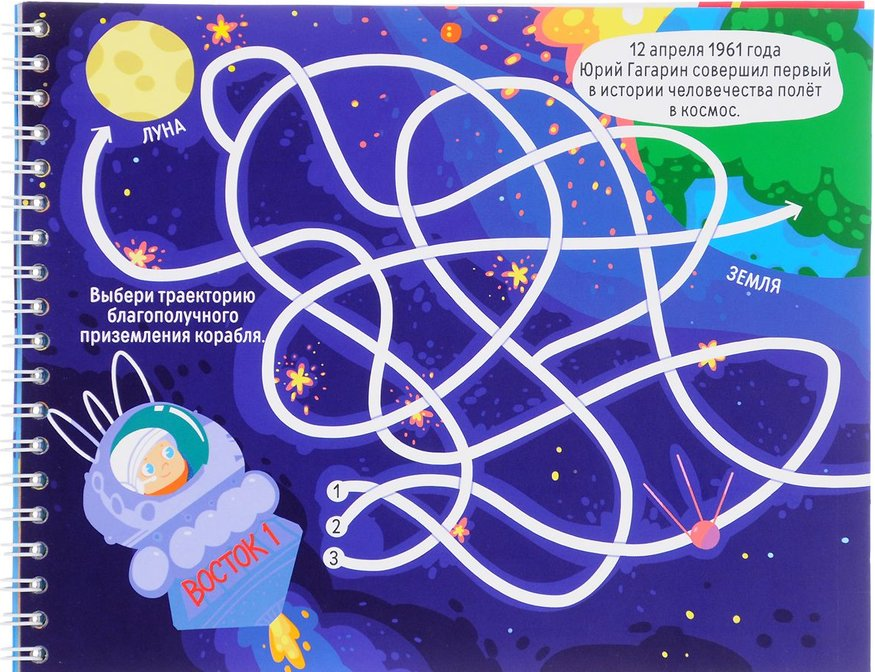 12 апреля 1961 года
Юрий Гагарин совершил первый
в истории человечества полёт
в космос.
ЛУНА
ЗЕМЛЯ
Выбери траекторию
благополучного
приземления корабля.
1
2
3
ВОСТОК 1